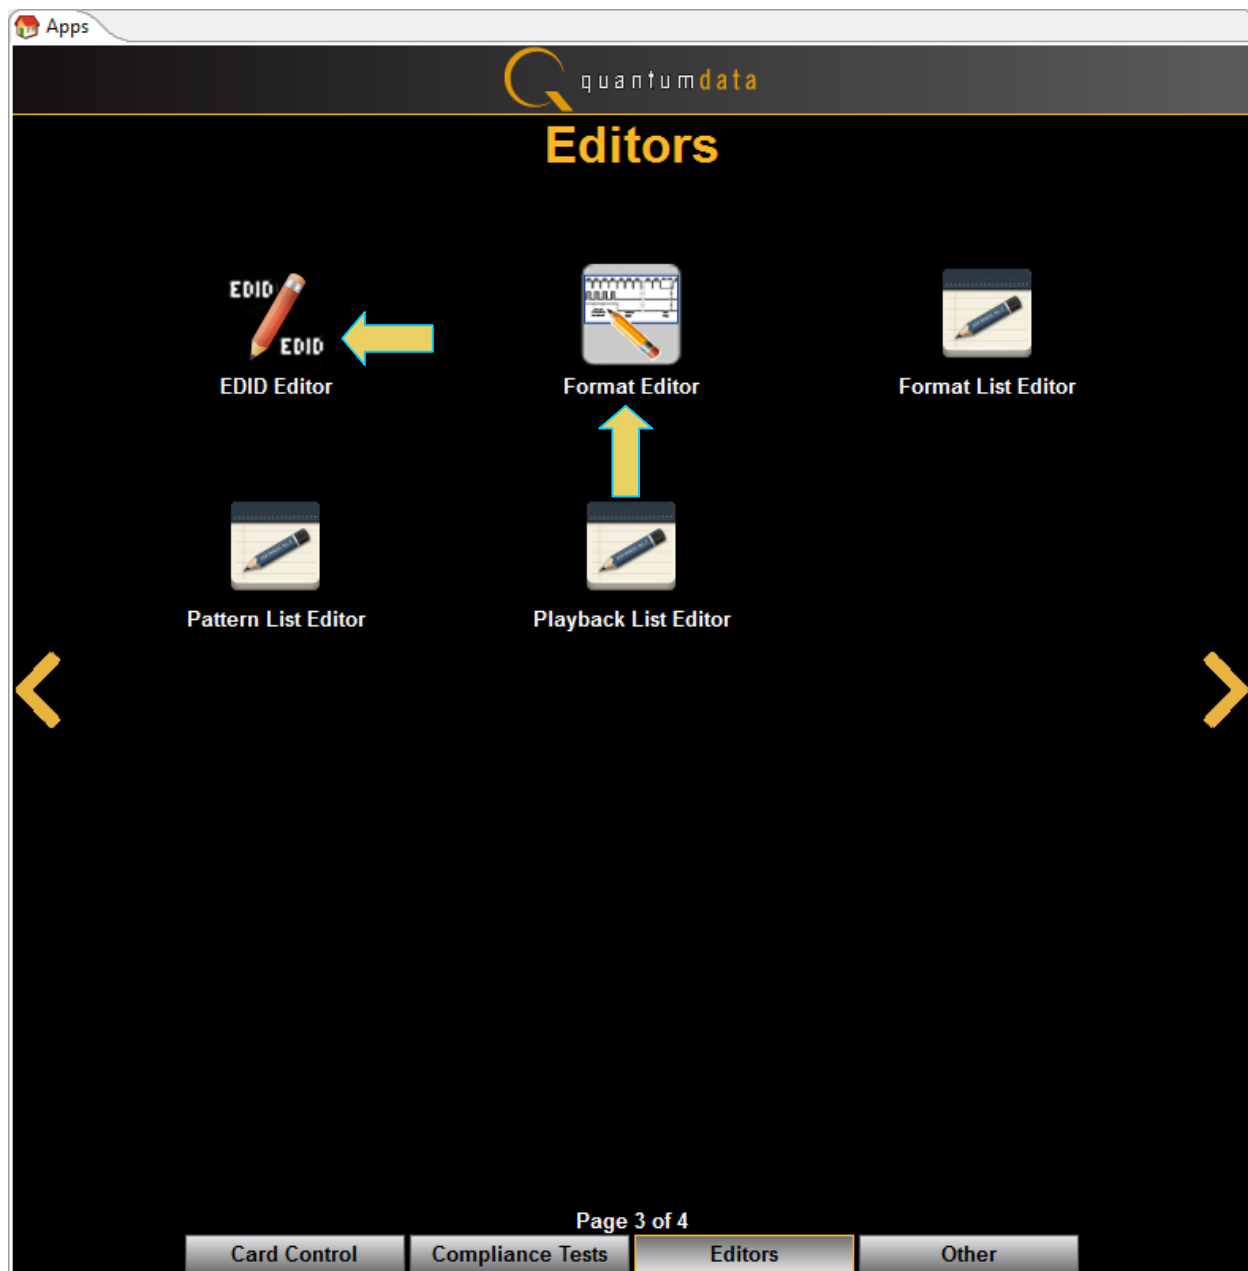 Apps
quantumdata
Editors
EDID
EDID
EDID Editor
Format Editor
Format List Editor
Pattern List Editor
Playback List Editor
Page 3 of 4
Card Control
Compliance Tests
Editors
Other